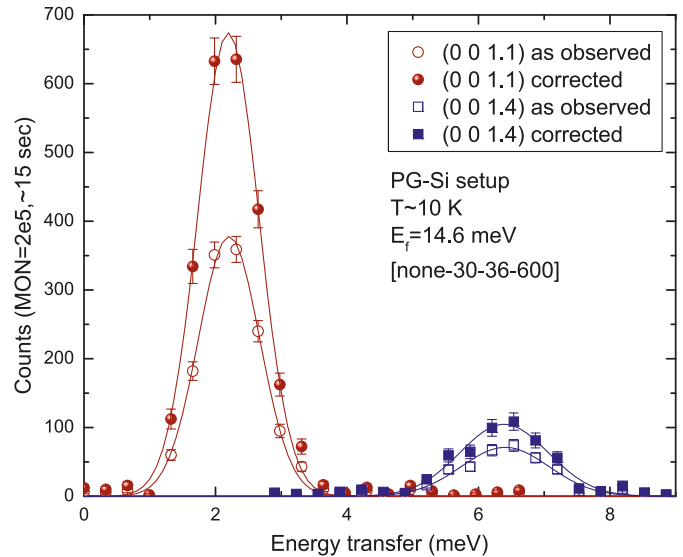 700
600
500
400
300
200
100
0
Counts (MON=2e5,~15 sec)
(0 0 1.1) as observed
(0 0 1.1) corrected
(0 0 1.4) as observed
(0 0 1.4) corrected
PG-Si setup
T~10 K
E_f=14.6 meV
[none-30-36-600]
0 2 4 6 8
Energy transfer (meV)